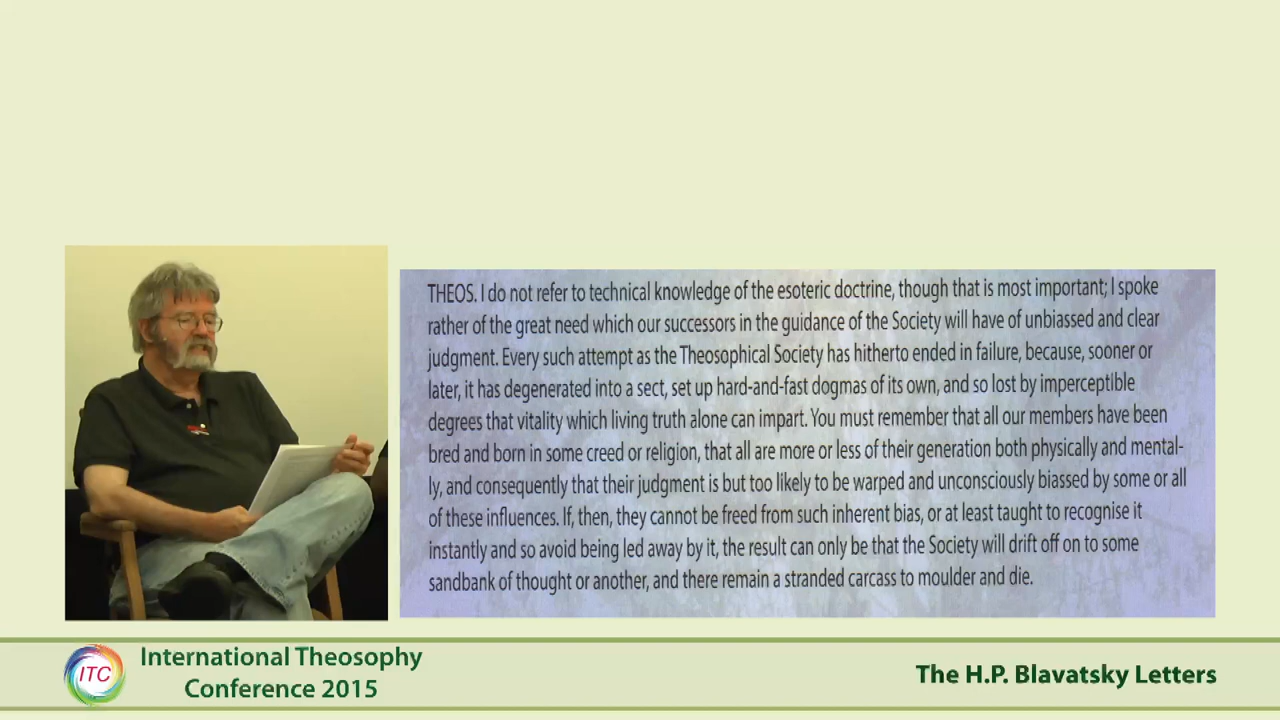 THEOS. I do not refer to technical knowledge of the esoteric doctrine, though that is most important; I spoke
rather of the great need which our successors in the guidance of the Society will have of unbiassed and clear
judgment. Every such attempt as the Theosophical Society has hitherto ended in failure, because, sooner or
later, it has degenerated into a sect, set up hard-and-fast dogmas of its own, and so lost by imperceptible
degrees that vitality which living truth alone can impart. You must remember that all our members have been
bred and born in some creed or religion, that all are more or less of their generation both physically and mental-
ly, and consequently that their judgment is but too likely to be warped and unconsciously biassed by some or all
of these influences. If, then, they cannot be freed from such inherent bias, or at least taught to recognise it
instantly and so avoid being led away by it, the result can only be that the Society will drift off on to some
sandbank of thought or another, and there remain a stranded carcass to moulder and die.
ITC
International Theosophy
Conference 2015
The H.P. Blavatsky Letters